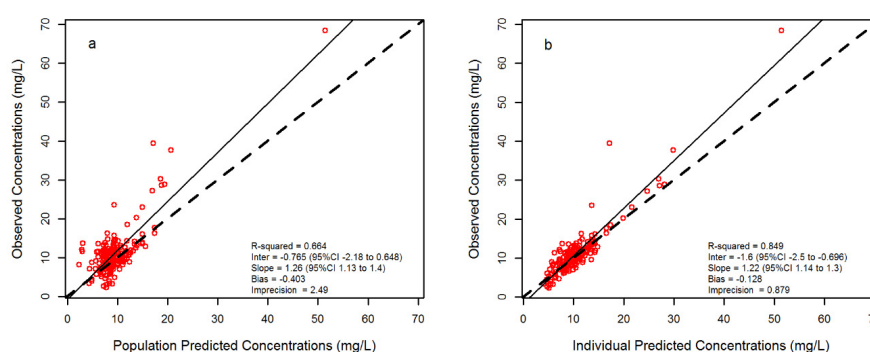 a
Observed Concentrations (mg/L)
70
60
50
40
30
20
10
0
R-squared = 0.664
Inter = -0.765 (95%CI -2.18 to 0.648)
Slope = 1.26 (95%CI 1.13 to 1.4)
Bias = -0.403
Imprecision = 2.49
0 10 20 30 40 50 60 70
Population Predicted Concentrations (mg/L)
b
Observed Concentrations (mg/L)
70
60
50
40
30
20
10
0
R-squared = 0.849
Inter = -1.6 (95%CI -2.5 to -0.696)
Slope = 1.22 (95%CI 1.14 to 1.3)
Bias = -0.128
Imprecision = 0.879
0 10 20 30 40 50 60 70
Individual Predicted Concentrations (mg/L)